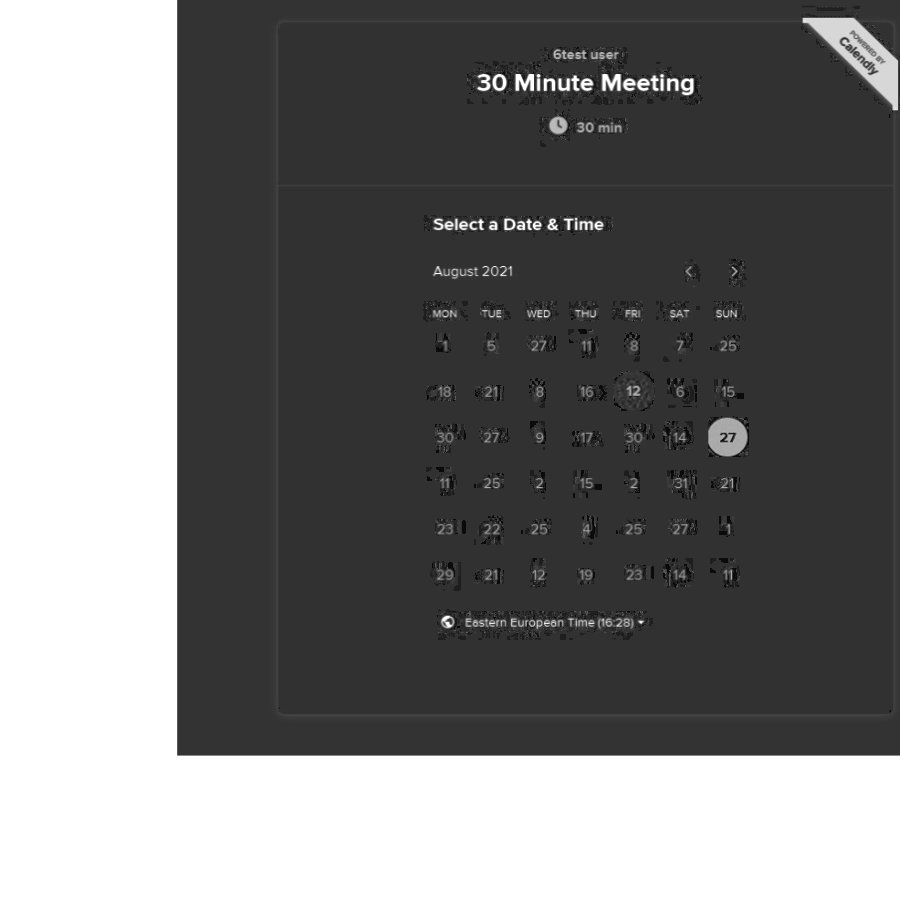 POWERED BY
Calendly
6test user
30 Minute Meeting
30 min
Select a Date & Time
August 2021
MON TUE WED THU FRI SAT SUN
1 5 27 11 8 7 25
18 21 8 16 12 6 15
30 27 9 17 30 14 27
11 25 2 15 2 31 21
23 22 25 4 25 27 1
29 21 12 19 23 14 11
Eastern European Time (16:28)